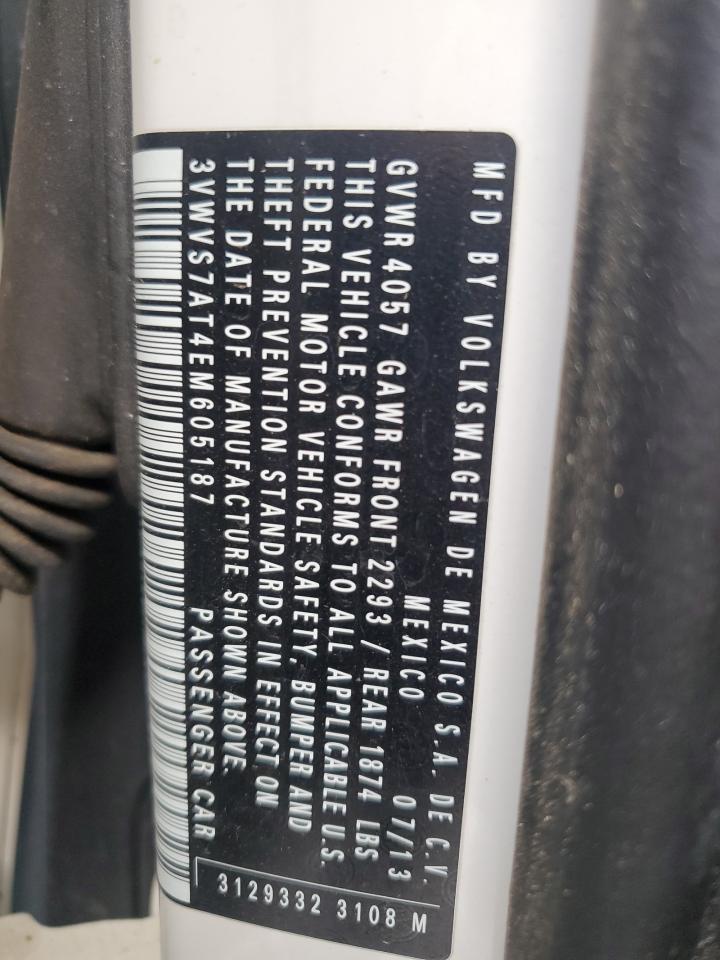 MFD BY VOLKSWAGEN DE MEXICO S.A. DE C.V.
MEXICO 07/13
GVWR 4057 GAWR FRONT 2293 / REAR 1874 LBS
THIS VEHICLE CONFORMS TO ALL APPLICABLE U.S.
FEDERAL MOTOR VEHICLE SAFETY, BUMPER AND
THEFT PREVENTION STANDARDS IN EFFECT ON
THE DATE OF MANUFACTURE SHOWN ABOVE.
3VWVS7AT4EM605187 PASSENGER CAR
3129332 3108 M